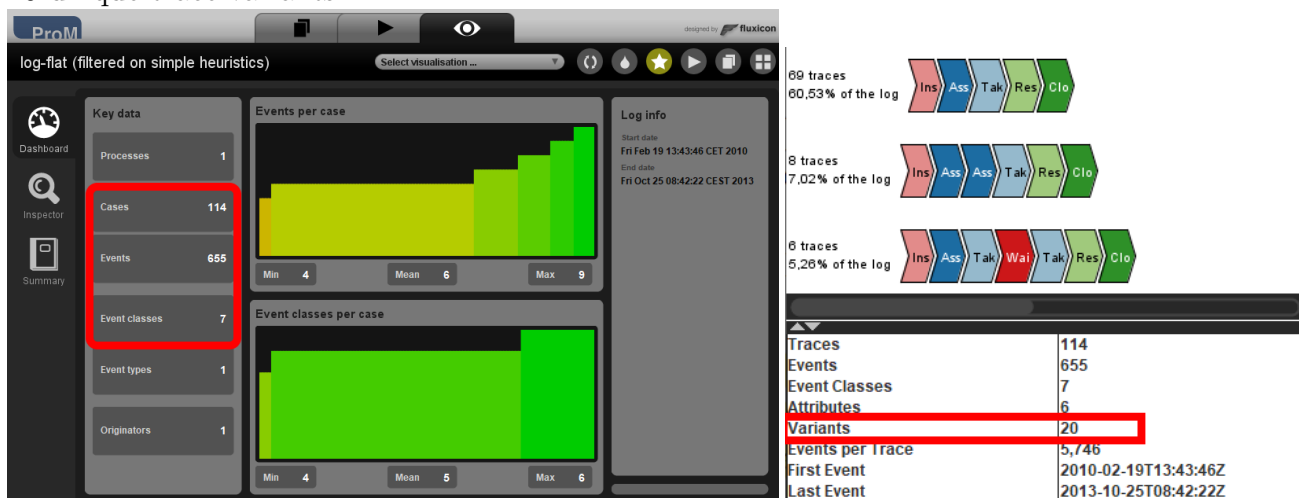 ProM
designed by fluxicon
log-flat (filtered on simple heuristics)
Select visualisation ...
Dashboard
Inspector
Summary
Key data
Processes 1
Cases 114
Events 655
Event classes 7
Event types 1
Originators 1
Events per case
Min 4 Mean 6 Max 9
Event classes per case
Min 4 Mean 5 Max 6
Log info
Start date
Fri Feb 19 13:43:46 CET 2010
End date
Fri Oct 25 08:42:22 CEST 2013
69 traces
60,53% of the log
Ins Ass Tak Res Clo
8 traces
7,02% of the log
Ins Ass Ass Tak Res Clo
6 traces
5,26% of the log
Ins Ass Tak Wai Tak Res Clo
Traces 114
Events 655
Event Classes 7
Attributes 6
Variants 20
Events per Trace 5,746
First Event 2010-02-19T13:43:46Z
Last Event 2013-10-25T08:42:22Z